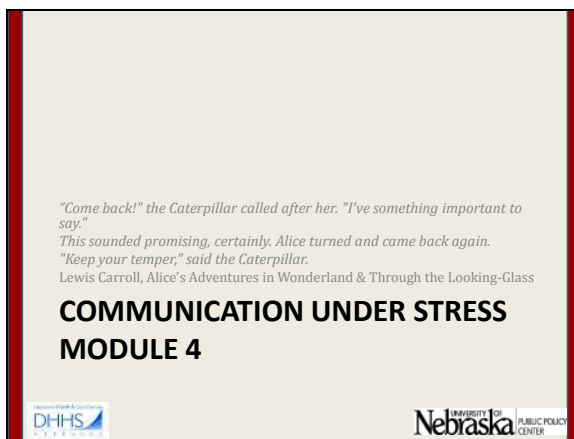 “Come back!" the Caterpillar called after her. "I've something important to
say."
This sounded promising, certainly. Alice turned and came back again.
"Keep your temper," said the Caterpillar.
Lewis Carroll, Alice's Adventures in Wonderland & Through the Looking-Glass
COMMUNICATION UNDER STRESS
MODULE 4
DHHS
UNIVERSITY OF
Nebraska
PUBLIC POLICY
CENTER